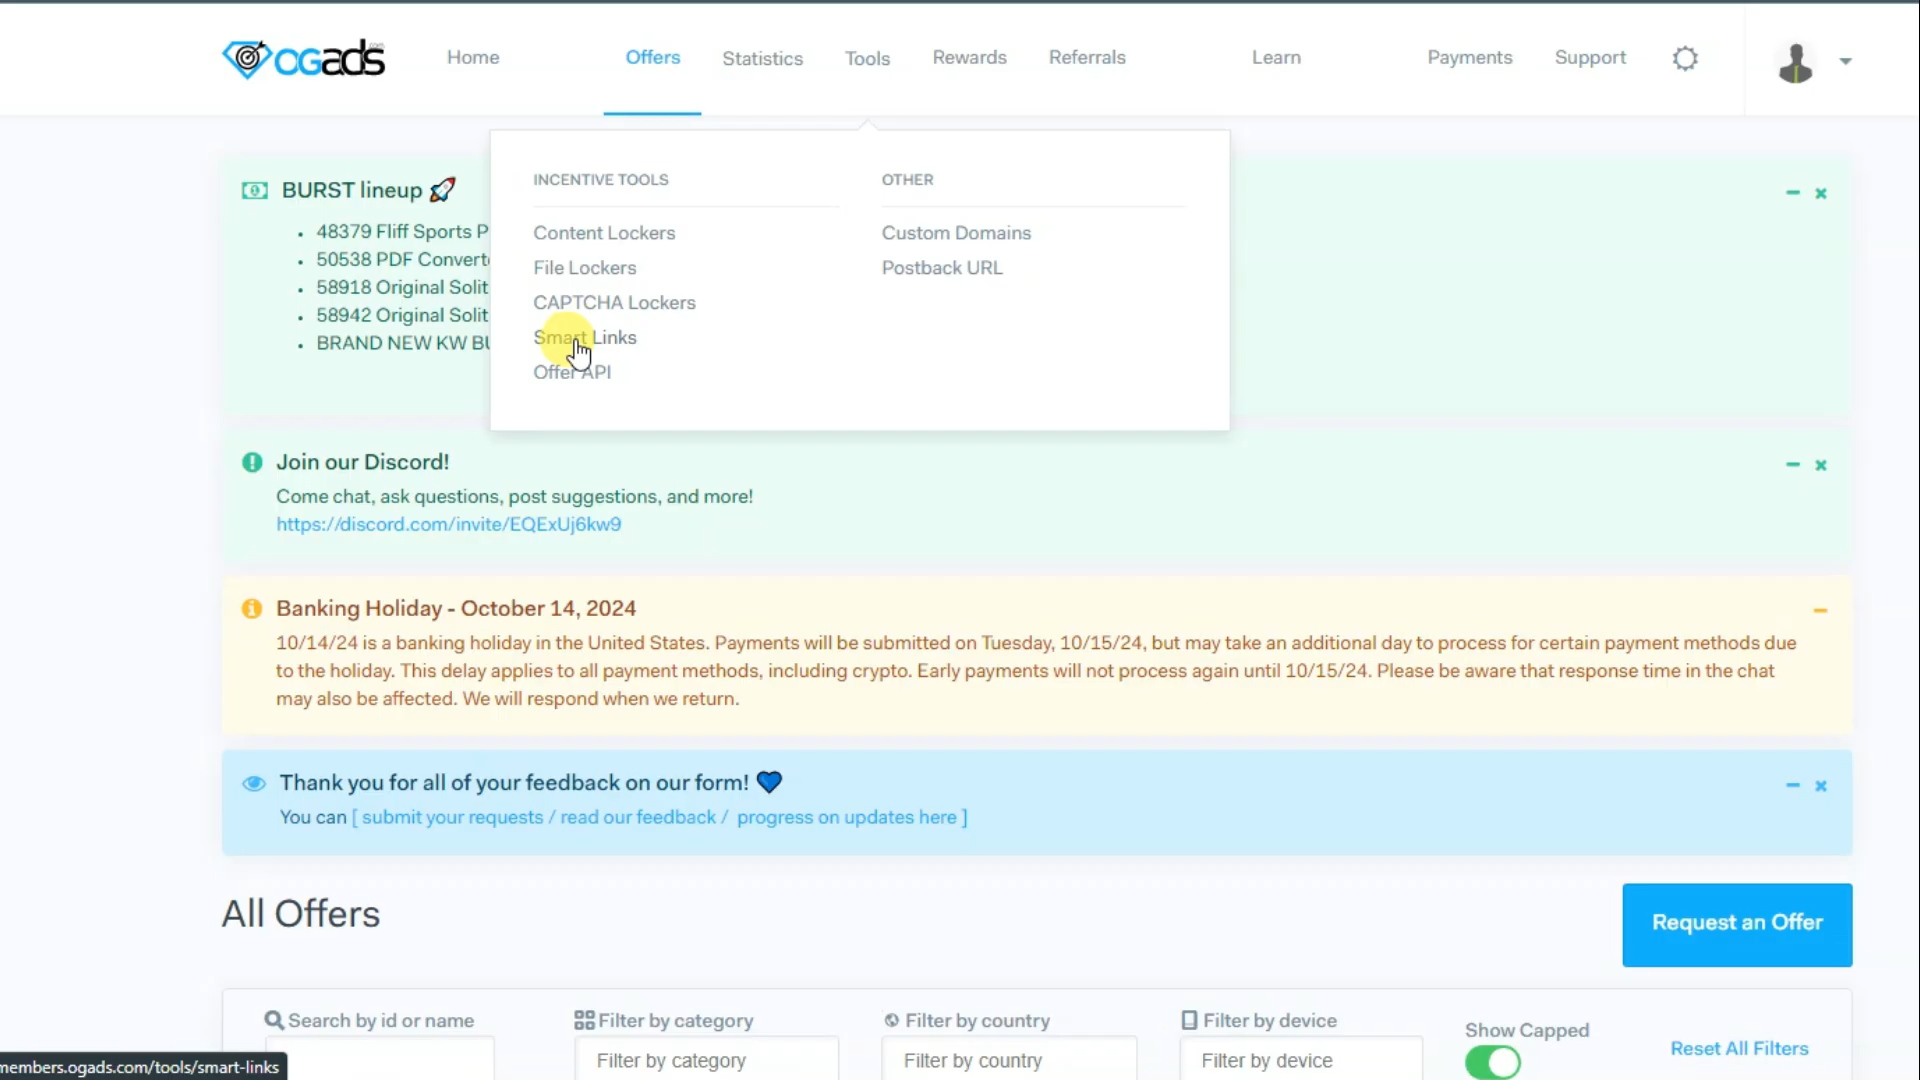 ogads
.com
Home
Offers
Statistics
Tools
Rewards
Referrals
Learn
Payments
Support
INCENTIVE TOOLS
Content Lockers
File Lockers
CAPTCHA Lockers
Smart Links
Offer API
OTHER
Custom Domains
Postback URL
BURST lineup 🚀
48379 Fliff Sports P
50538 PDF Convert
58918 Original Solit
58942 Original Solit
BRAND NEW KW BU
Join our Discord!
Come chat, ask questions, post suggestions, and more!
https://discord.com/invite/EQExUj6kw9
Banking Holiday - October 14, 2024
10/14/24 is a banking holiday in the United States. Payments will be submitted on Tuesday, 10/15/24, but may take an additional day to process for certain payment methods due
to the holiday. This delay applies to all payment methods, including crypto. Early payments will not process again until 10/15/24. Please be aware that response time in the chat
may also be affected. We will respond when we return.
Thank you for all of your feedback on our form! 💙
You can [ submit your requests / read our feedback / progress on updates here ]
All Offers
Request an Offer
Search by id or name
Filter by category
Filter by category
Filter by country
Filter by country
Filter by device
Filter by device
Show Capped
Reset All Filters
members.ogads.com/tools/smart-links